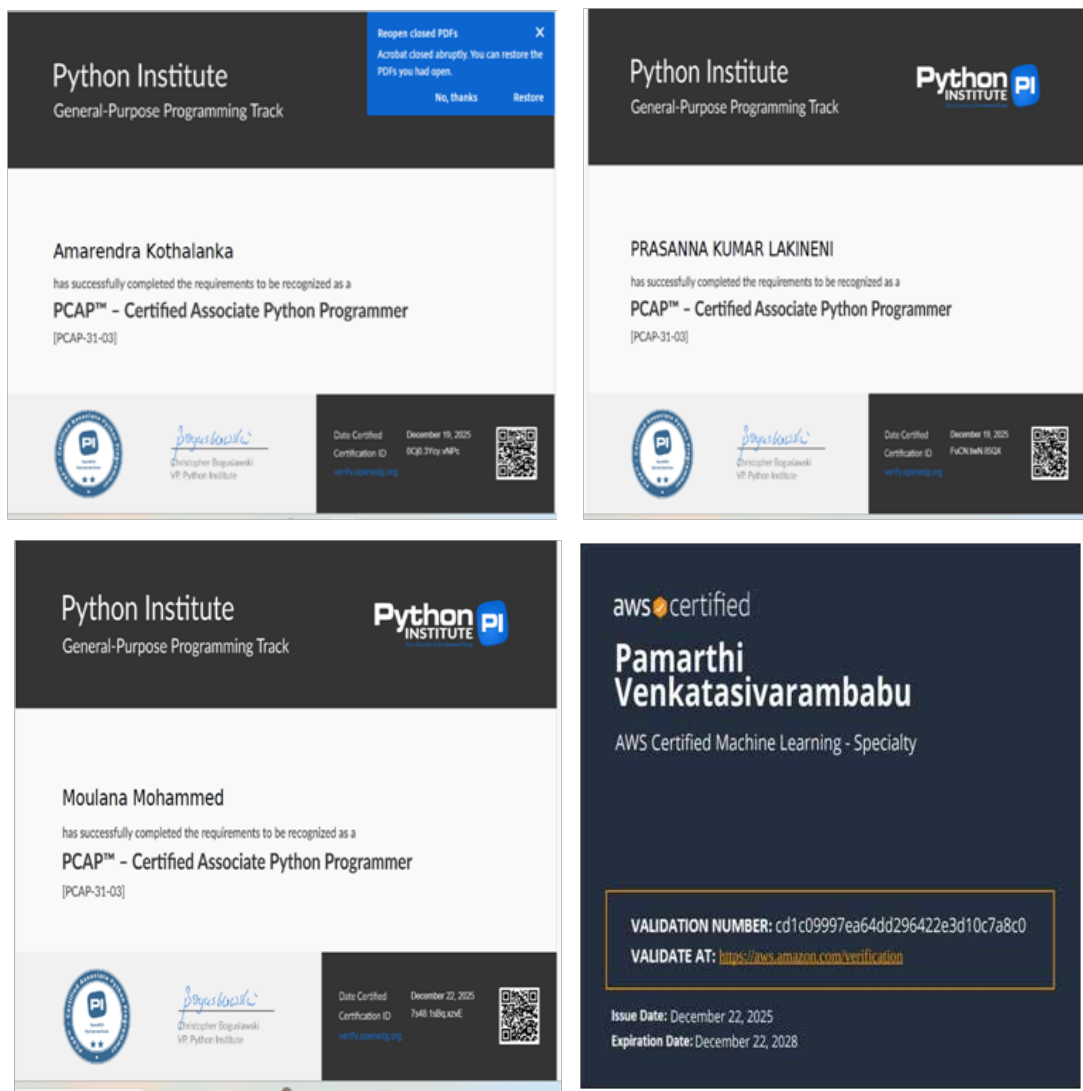 Python Institute
General-Purpose Programming Track
Reopen closed PDFs
X
Acrobat closed abruptly. You can restore the
PDFs you had open.
No, thanks Restore
Amarendra Kothalanka
has successfully completed the requirements to be recognized as a
PCAP™ – Certified Associate Python Programmer
[PCAP-31-03]
PI
Christopher Boguslawski
VP, Python Institute
Date Certified December 19, 2025
Certification ID
verify.openedg.org
Python Institute
General-Purpose Programming Track
Python
INSTITUTE
PI
PRASANNA KUMAR LAKINENI
has successfully completed the requirements to be recognized as a
PCAP™ – Certified Associate Python Programmer
[PCAP-31-03]
PI
Christopher Boguslawski
VP, Python Institute
Date Certified December 19, 2025
Certification ID
verify.openedg.org
Python Institute
General-Purpose Programming Track
Python
INSTITUTE
PI
Moulana Mohammed
has successfully completed the requirements to be recognized as a
PCAP™ – Certified Associate Python Programmer
[PCAP-31-03]
PI
Christopher Boguslawski
VP, Python Institute
Date Certified December 22, 2025
Certification ID
verify.openedg.org
aws certified
Pamarthi
Venkatasivarambabu
AWS Certified Machine Learning - Specialty
VALIDATION NUMBER: cd1c09997ea64dd296422e3d10c7a8c0
VALIDATE AT: https://aws.amazon.com/verification
Issue Date: December 22, 2025
Expiration Date: December 22, 2028